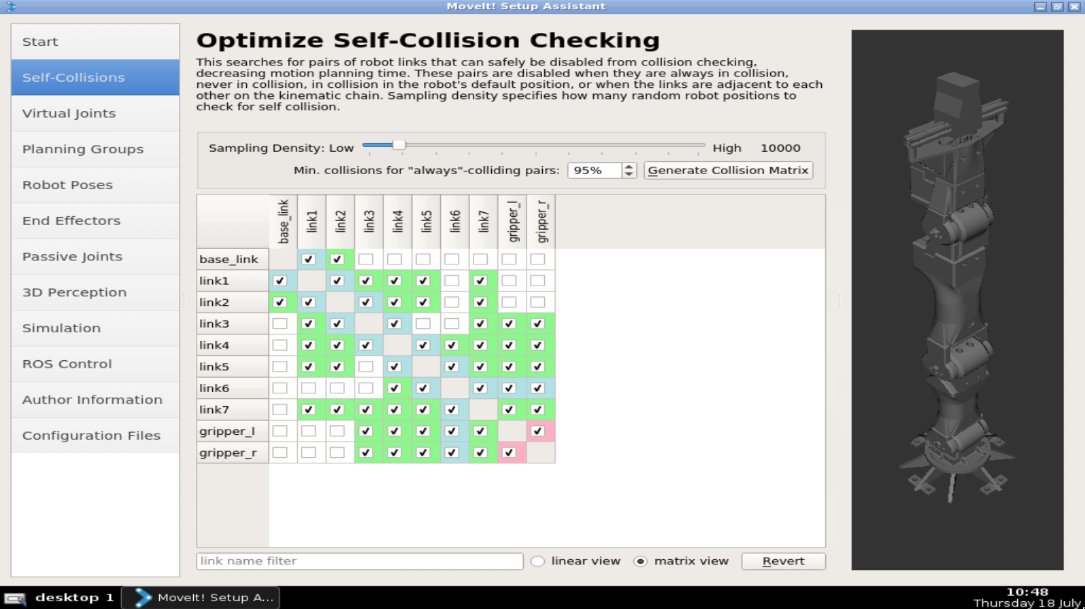 MoveIt! Setup Assistant
Start
Self-Collisions
Virtual Joints
Planning Groups
Robot Poses
End Effectors
Passive Joints
3D Perception
Simulation
ROS Control
Author Information
Configuration Files
Optimize Self-Collision Checking
This searches for pairs of robot links that can safely be disabled from collision checking,
decreasing motion planning time. These pairs are disabled when they are always in collision,
never in collision, in collision in the robot's default position, or when the links are adjacent to each
other on the kinematic chain. Sampling density specifies how many random robot positions to
check for self collision.
Sampling Density: Low High 10000
Min. collisions for "always"-colliding pairs: 95% Generate Collision Matrix
base_link link1 link2 link3 link4 link5 link6 link7 gripper_l gripper_r
base_link
link1
link2
link3
link4
link5
link6
link7
gripper_l
gripper_r
link name filter linear view matrix view Revert
desktop 1 MoveIt! Setup A... 10:48
Thursday 18 July